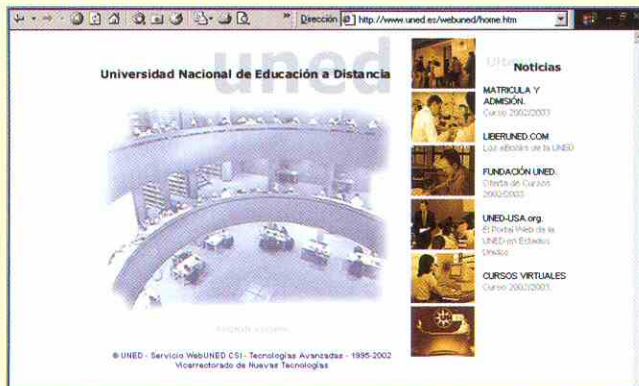 Dirección http://www.uned.es/webuned/home.htm
uned
Universidad Nacional de Educación a Distancia
Noticias
MATRICULA Y
ADMISIÓN.
Curso 2002/2003
LIBERUNED.COM
Los eBooks de la UNED
FUNDACIÓN UNED.
Oferta de Cursos
2002/2003
UNED-USA.org.
El Portal Web de la
UNED en Estados
Unidos
CURSOS VIRTUALES
Curso 2002/2003.
© UNED - Servicio WebUNED CSI - Tecnologías Avanzadas - 1995-2002
Vicerrectorado de Nuevas Tecnologías